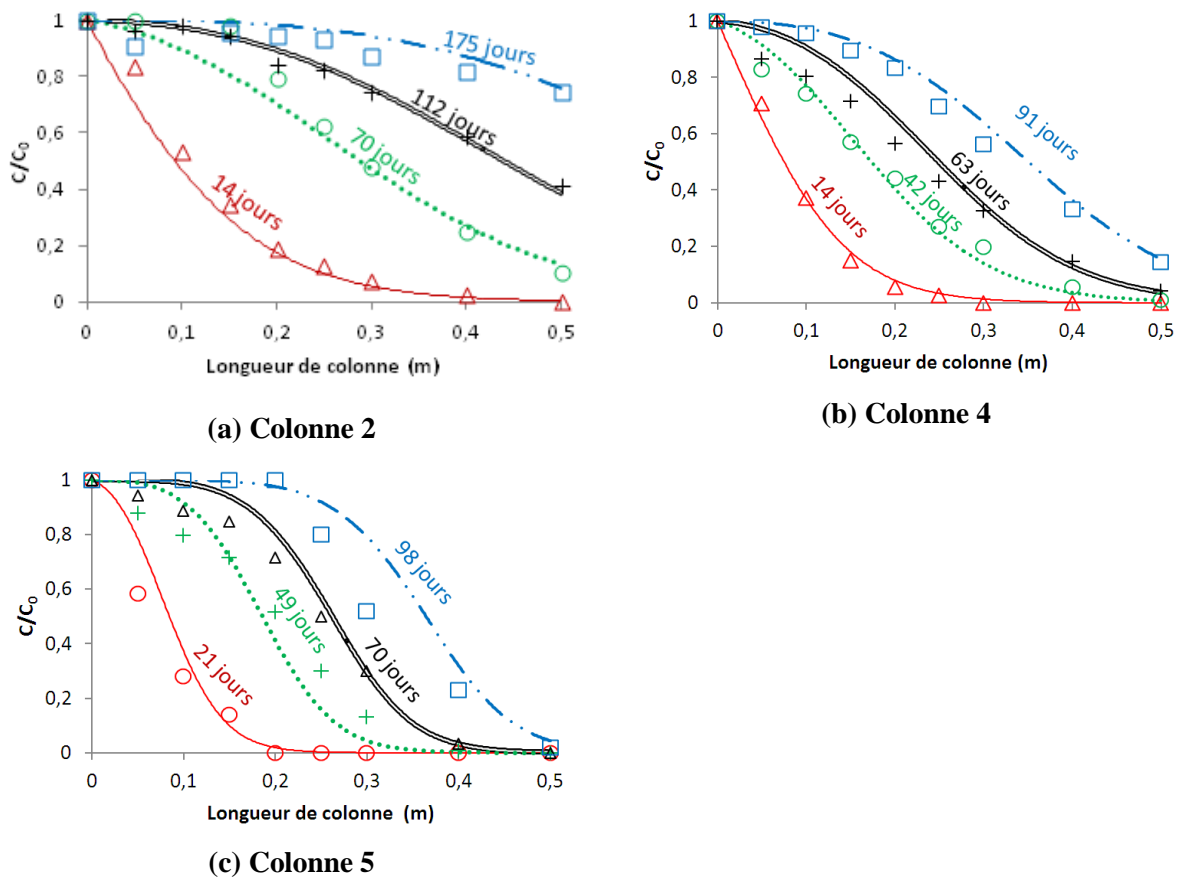 1
0,8
0,6
0,4
0,2
0
C/C₀
175 jours
112 jours
70 jours
14 jours
0
0,1
0,2
0,3
0,4
0,5
Longueur de colonne (m)
(a) Colonne 2
1
0,8
0,6
0,4
0,2
0
C/C₀
91 jours
63 jours
42 jours
14 jours
0
0,1
0,2
0,3
0,4
0,5
Longueur de colonne (m)
(b) Colonne 4
1
0,8
0,6
0,4
0,2
0
C/C₀
98 jours
70 jours
49 jours
21 jours
0
0,1
0,2
0,3
0,4
0,5
Longueur de colonne (m)
(c) Colonne 5